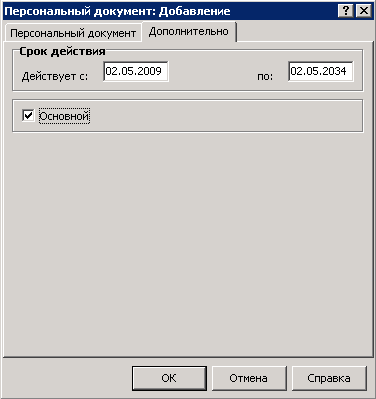 Персональный документ: Добавление
Персональный документ Дополнительно
Срок действия
Действует с: 02.05.2009 по: 02.05.2034
Основной
ОК Отмена Справка